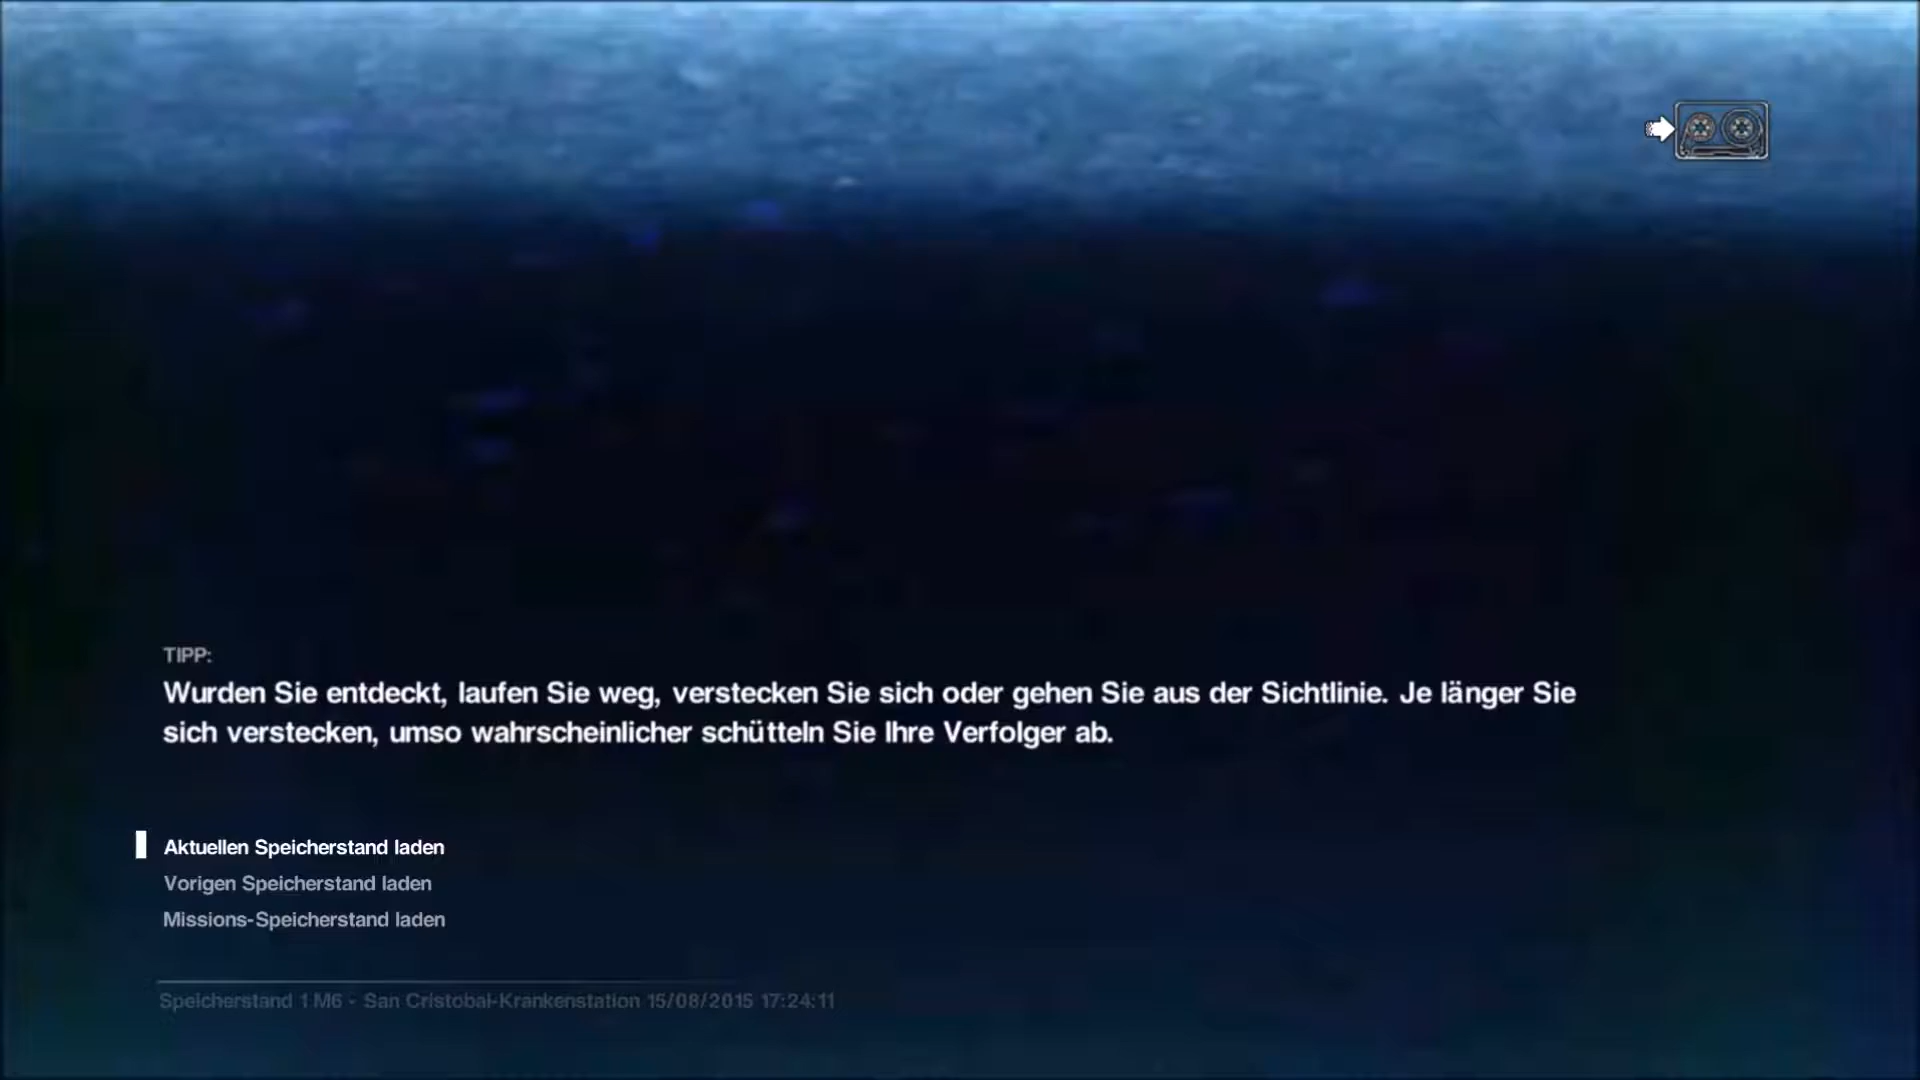 TIPP:
Wurden Sie entdeckt, laufen Sie weg, verstecken Sie sich oder gehen Sie aus der Sichtlinie. Je länger Sie
sich verstecken, umso wahrscheinlicher schütteln Sie Ihre Verfolger ab.
Aktuellen Speicherstand laden
Vorigen Speicherstand laden
Missions-Speicherstand laden
Speicherstand 1 M6 - San Cristobal-Krankenstation 15/08/2015 17:24:11